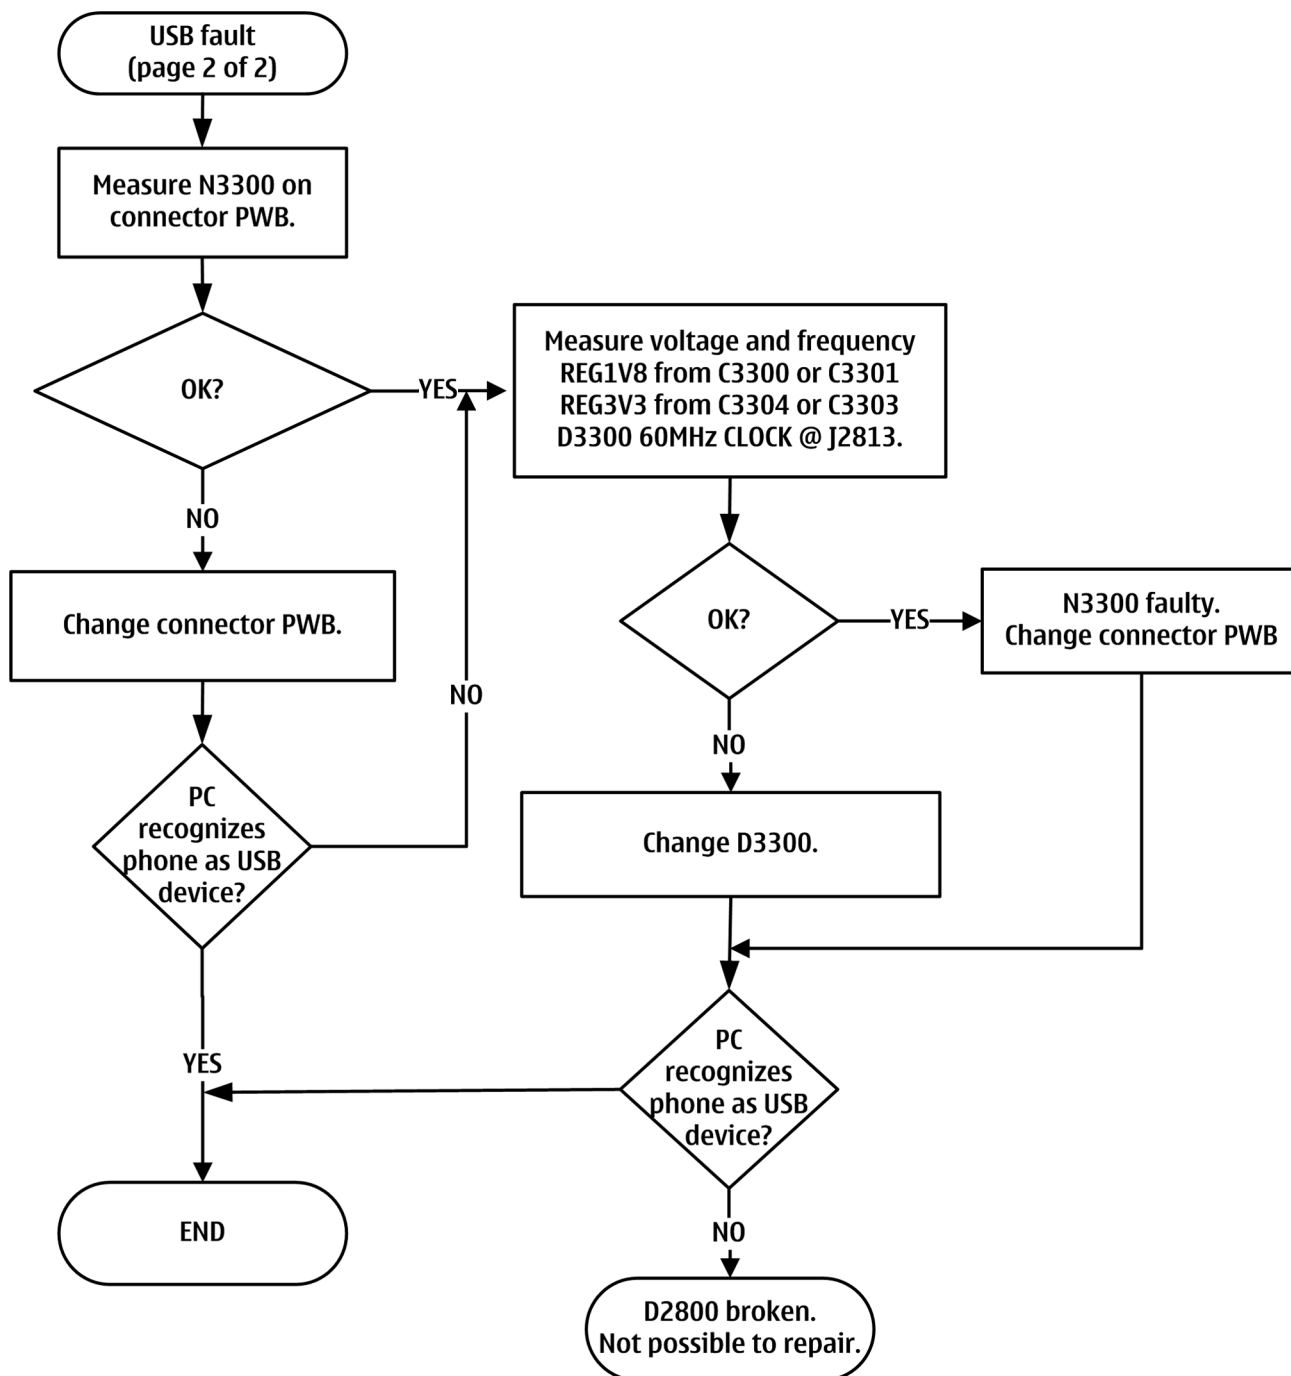 USB fault
(page 2 of 2)
Measure N3300 on
connector PWB.
OK?
YES
Measure voltage and frequency
REG1V8 from C3300 or C3301
REG3V3 from C3304 or C3303
D3300 60MHz CLOCK @ J2813.
NO
Change connector PWB.
OK?
YES
N3300 faulty.
Change connector PWB
NO
NO
PC
recognizes
phone as USB
device?
Change D3300.
YES
PC
recognizes
phone as USB
device?
END
NO
D2800 broken.
Not possible to repair.